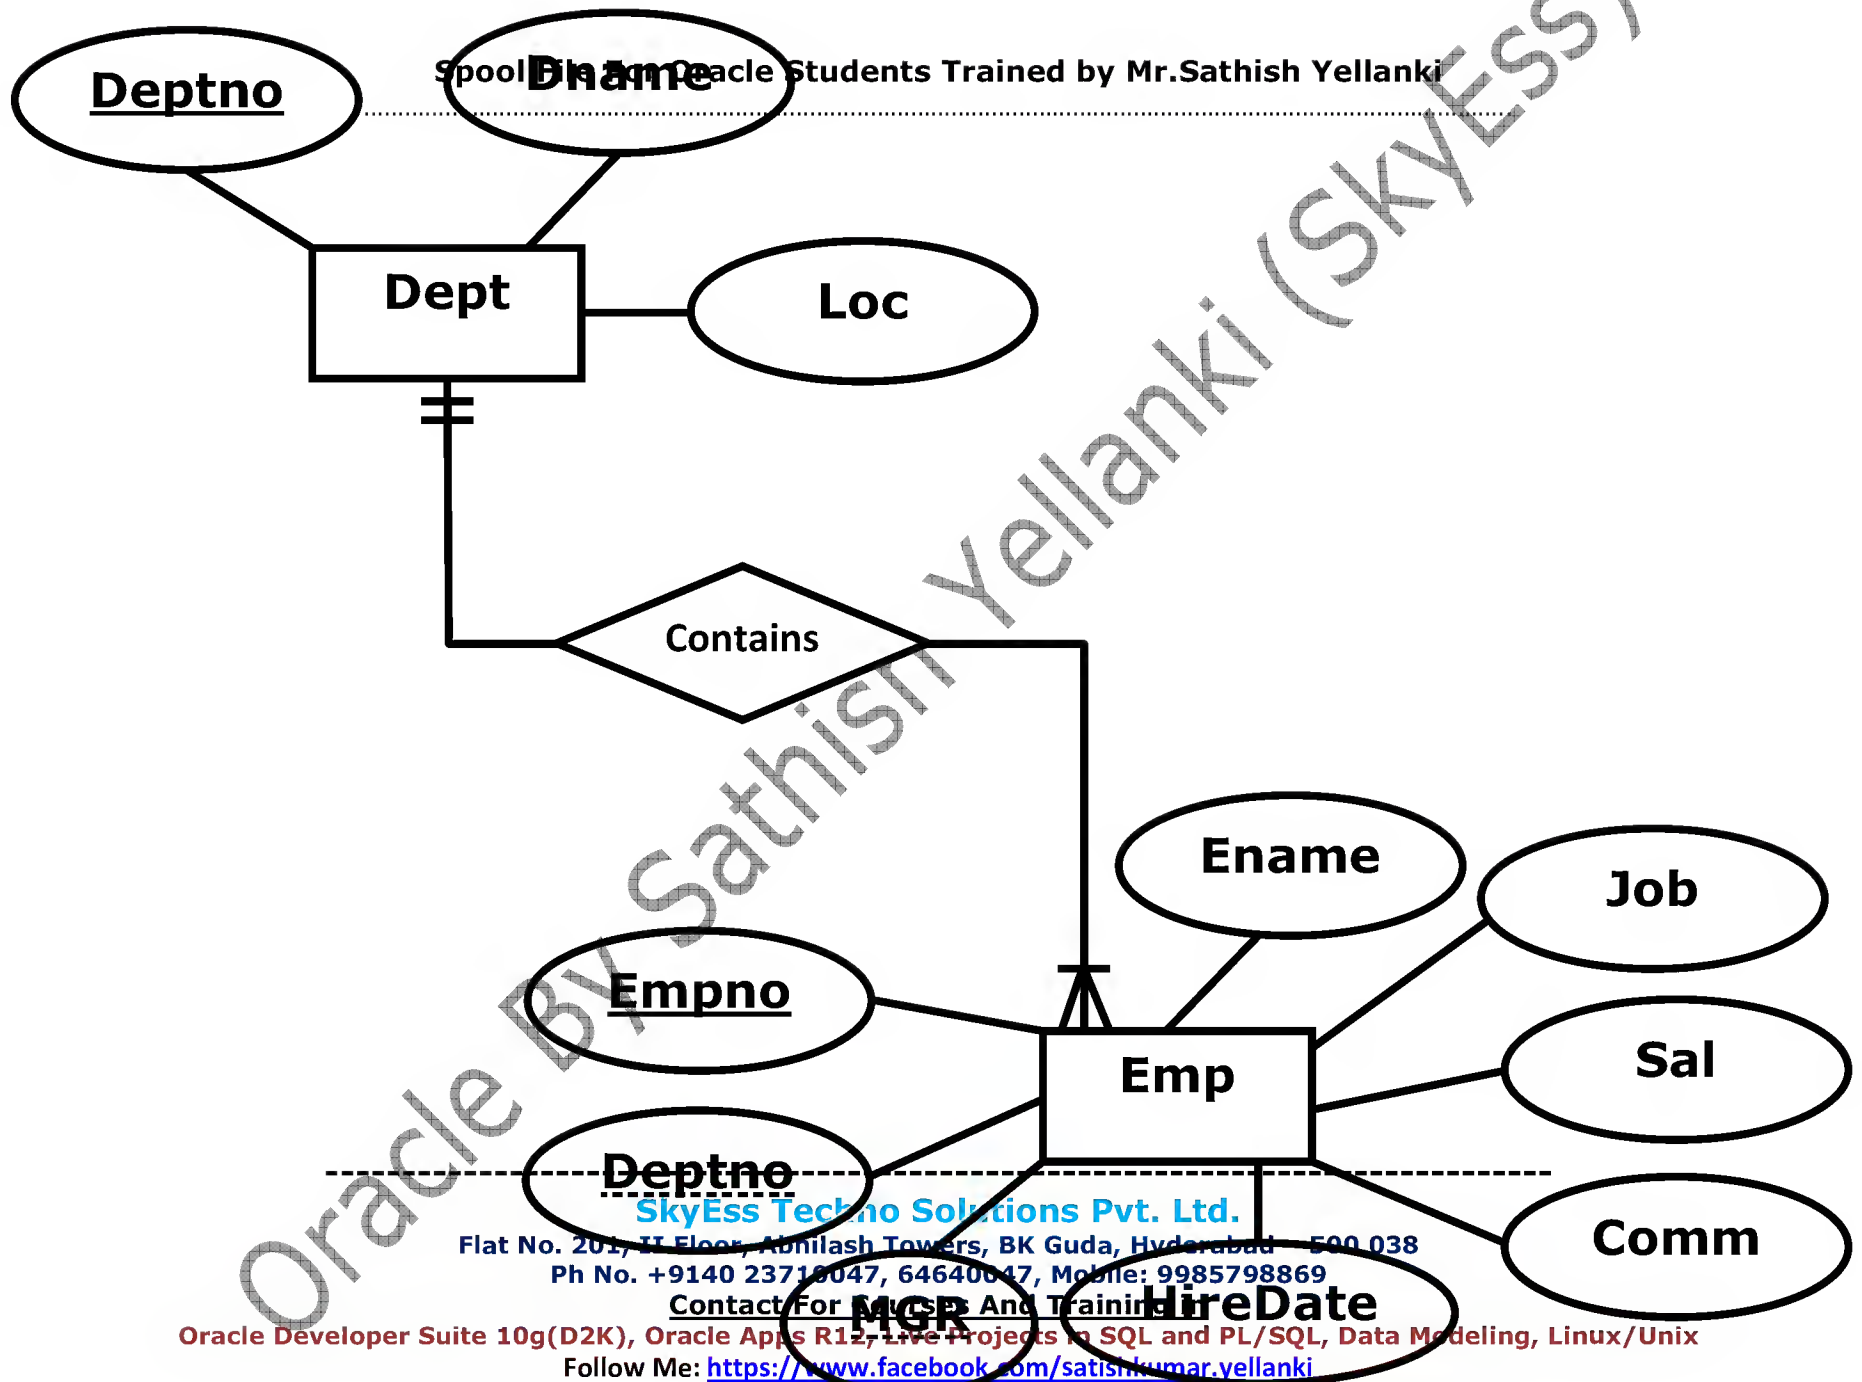 Deptno
Dname
Spool File For Oracle Students Trained by Mr.Sathish Yellanki
Dept
Loc
Contains
Ename
Job
Empno
Emp
Sal
Deptno
Comm
MGR
HireDate
SkyEss Techno Solutions Pvt. Ltd.
Flat No. 201, II Floor, Abhilash Towers, BK Guda, Hyderabad - 500 038
Ph No. +9140 23710047, 64640047, Mobile: 9985798869
Contact For Courses And Training in
Oracle Developer Suite 10g(D2K), Oracle Apps R12, Live Projects in SQL and PL/SQL, Data Modeling, Linux/Unix
Follow Me: https://www.facebook.com/satishkumar.yellanki
Oracle By Sathish Yellanki (SkyEss)